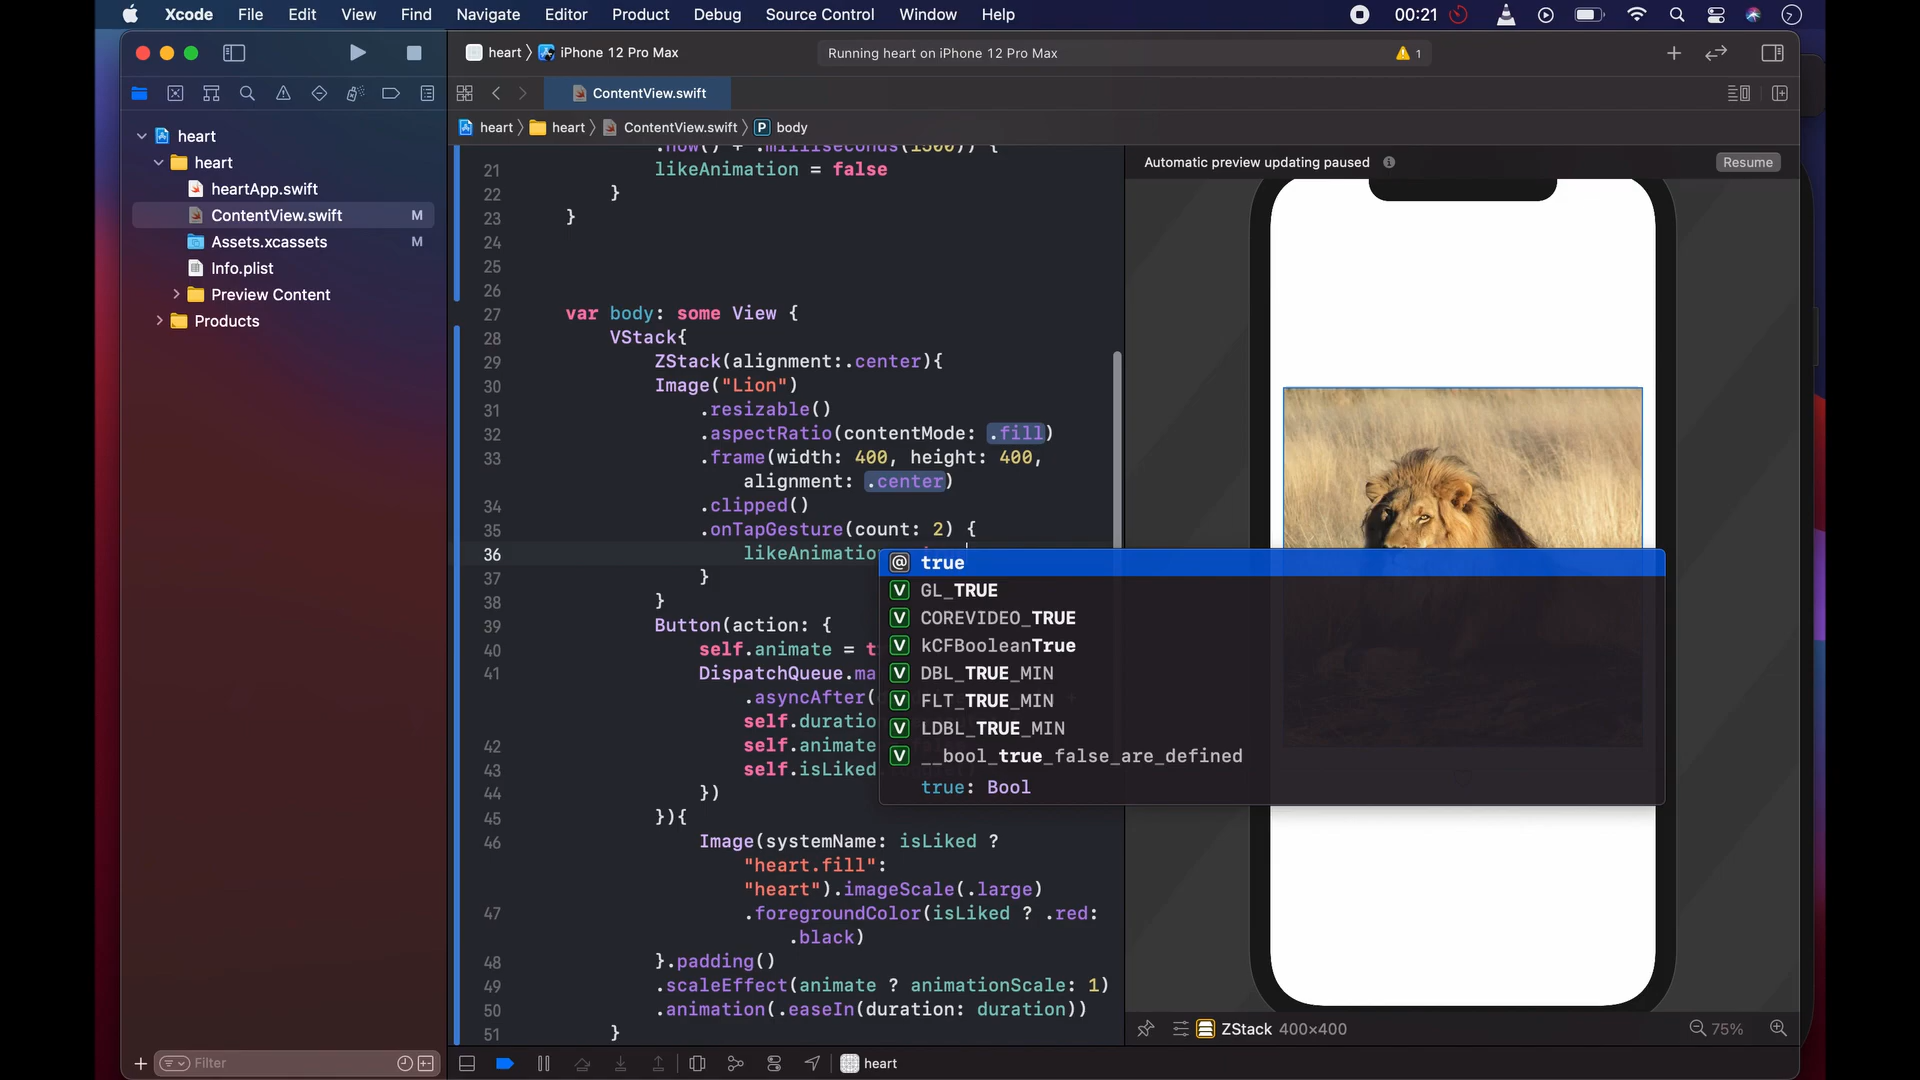 Xcode File Edit View Find Navigate Editor Product Debug Source Control Window Help 00:21
heart iPhone 12 Pro Max Running heart on iPhone 12 Pro Max 1
ContentView.swift
heart heart ContentView.swift P body
heart
heart
heartApp.swift
ContentView.swift M
Assets.xcassets M
Info.plist
Preview Content
Products
Filter
.now() + .milliseconds(1500)) {
21 likeAnimation = false
22 }
23 }
24
25
26
27 var body: some View {
28 VStack{
29 ZStack(alignment:.center){
30 Image("Lion")
31 .resizable()
32 .aspectRatio(contentMode: .fill)
33 .frame(width: 400, height: 400,
alignment: .center)
34 .clipped()
35 .onTapGesture(count: 2) {
36 likeAnimation
37 }
38 }
39 Button(action: {
40 self.animate = t
41 DispatchQueue.ma
.asyncAfter(
self.duratio
42 self.animate
43 self.isLiked
44 })
45 }){
46 Image(systemName: isLiked ?
"heart.fill":
"heart").imageScale(.large)
47 .foregroundColor(isLiked ? .red:
.black)
48 }.padding()
49 .scaleEffect(animate ? animationScale: 1)
50 .animation(.easeIn(duration: duration))
51 }
@ true
V GL_TRUE
V COREVIDEO_TRUE
V kCFBooleanTrue
V DBL_TRUE_MIN
V FLT_TRUE_MIN
V LDBL_TRUE_MIN
V __bool_true_false_are_defined
true: Bool
Automatic preview updating paused Resume
ZStack 400×400 75%
heart